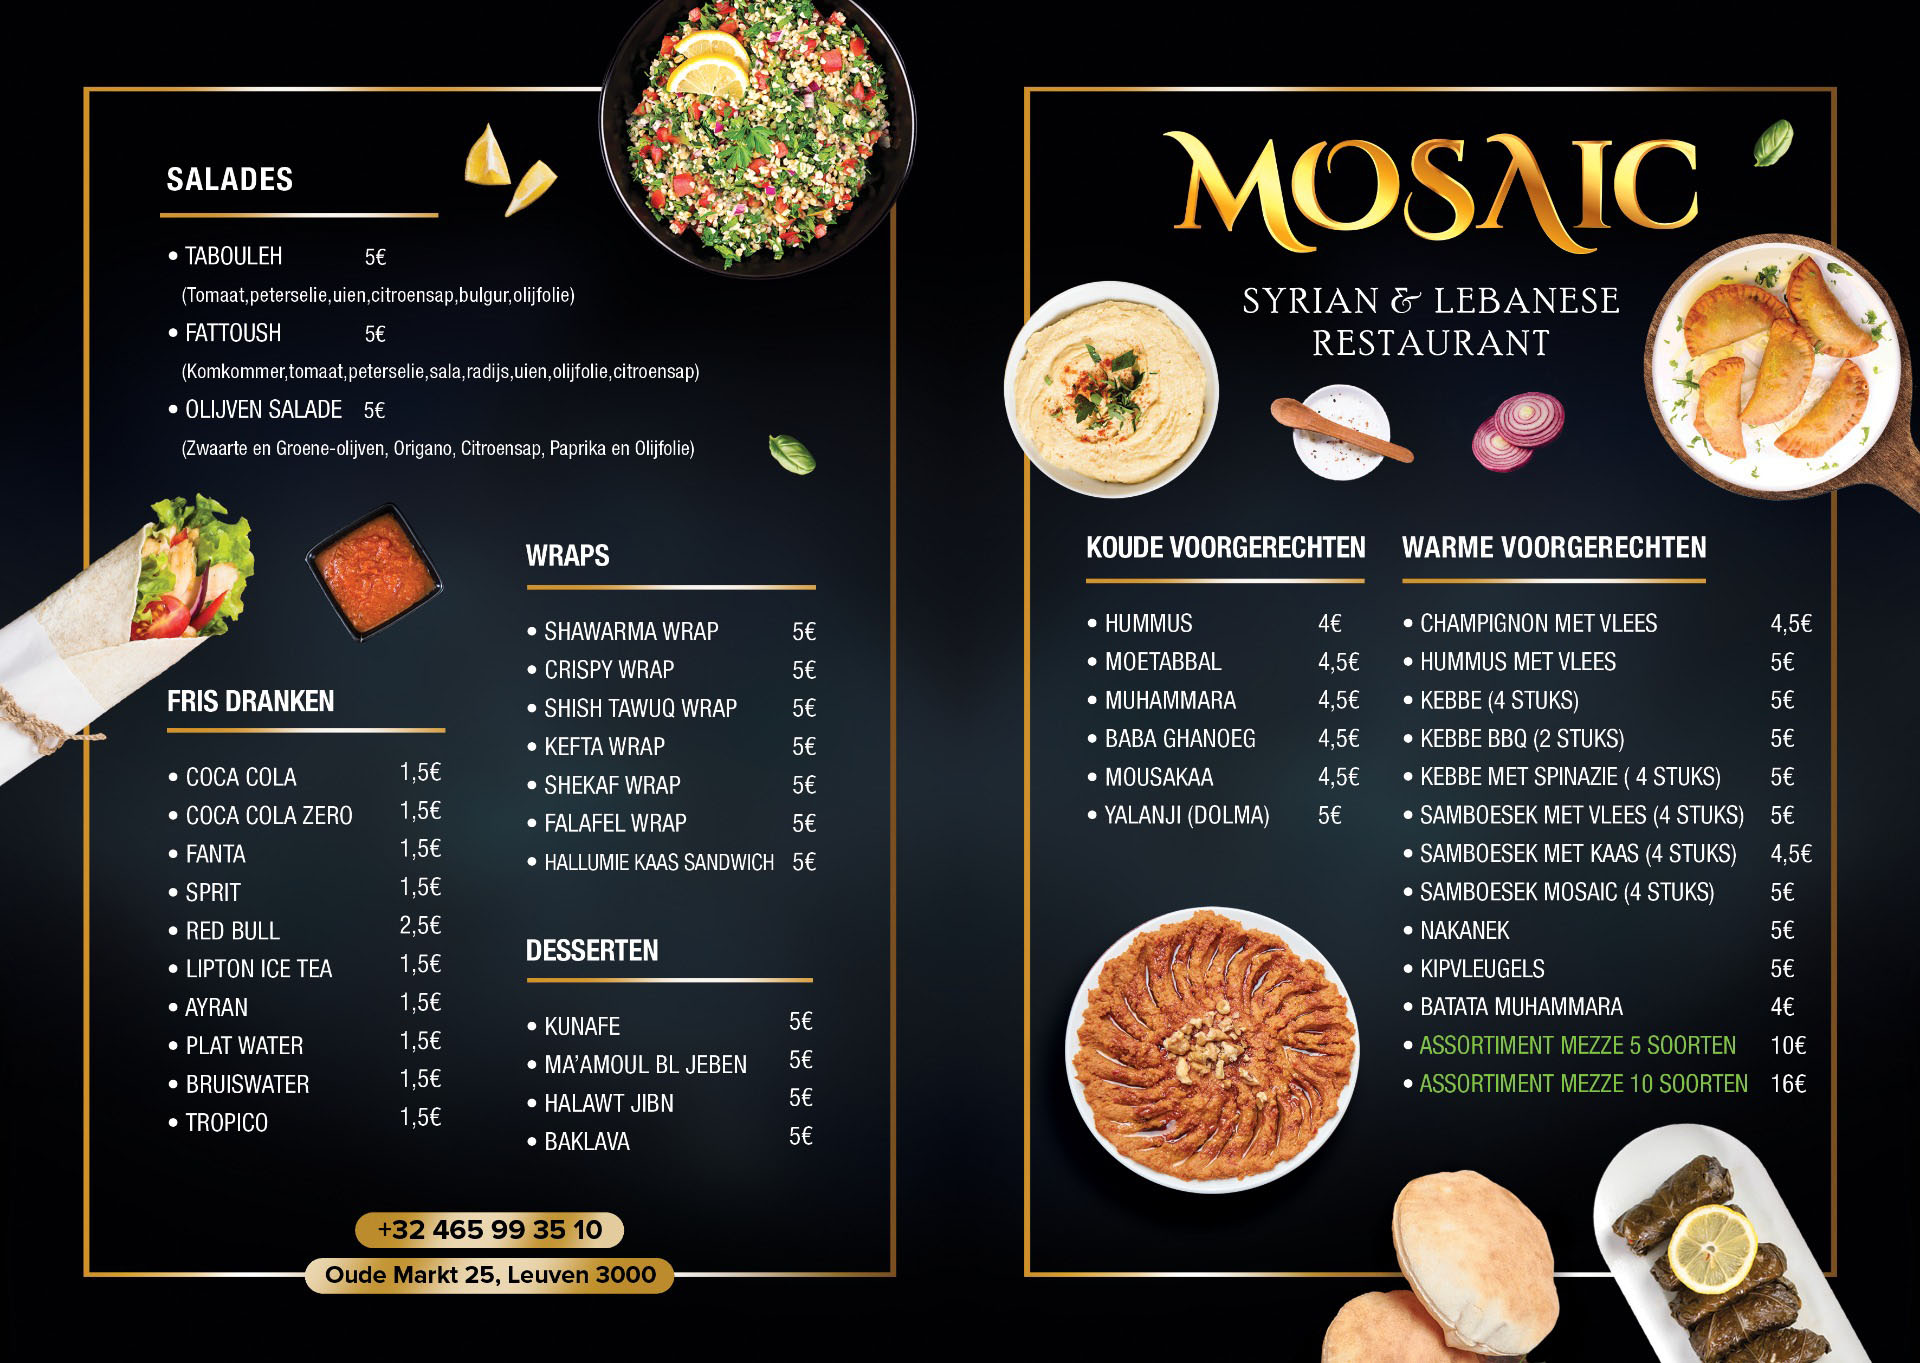 SALADES
• TABOULEH 5€
(Tomaat,peterselie,uien,citroensap,bulgur,olijfolie)
• FATTOUSH 5€
(Komkommer,tomaat,peterselie,sala,radijs,uien,olijfolie,citroensap)
• OLIJVEN SALADE 5€
(Zwaarte en Groene-olijven, Origano, Citroensap, Paprika en Olijfolie)
FRIS DRANKEN
• COCA COLA 1,5€
• COCA COLA ZERO 1,5€
• FANTA 1,5€
• SPRIT 1,5€
• RED BULL 2,5€
• LIPTON ICE TEA 1,5€
• AYRAN 1,5€
• PLAT WATER 1,5€
• BRUISWATER 1,5€
• TROPICO 1,5€
WRAPS
• SHAWARMA WRAP 5€
• CRISPY WRAP 5€
• SHISH TAWUQ WRAP 5€
• KEFTA WRAP 5€
• SHEKAF WRAP 5€
• FALAFEL WRAP 5€
• HALLUMIE KAAS SANDWICH 5€
DESSERTEN
• KUNAFE 5€
• MA'AMOUL BL JEBEN 5€
• HALAWT JIBN 5€
• BAKLAVA 5€
+32 465 99 35 10
Oude Markt 25, Leuven 3000
MOSAIC
SYRIAN & LEBANESE
RESTAURANT
KOUDE VOORGERECHTEN
• HUMMUS 4€
• MOETABBAL 4,5€
• MUHAMMARA 4,5€
• BABA GHANOEG 4,5€
• MOUSAKAA 4,5€
• YALANJI (DOLMA) 5€
WARME VOORGERECHTEN
• CHAMPIGNON MET VLEES 4,5€
• HUMMUS MET VLEES 5€
• KEBBE (4 STUKS) 5€
• KEBBE BBQ (2 STUKS) 5€
• KEBBE MET SPINAZIE ( 4 STUKS) 5€
• SAMBOESEK MET VLEES (4 STUKS) 5€
• SAMBOESEK MET KAAS (4 STUKS) 4,5€
• SAMBOESEK MOSAIC (4 STUKS) 5€
• NAKANEK 5€
• KIPVLEUGELS 5€
• BATATA MUHAMMARA 4€
• ASSORTIMENT MEZZE 5 SOORTEN 10€
• ASSORTIMENT MEZZE 10 SOORTEN 16€